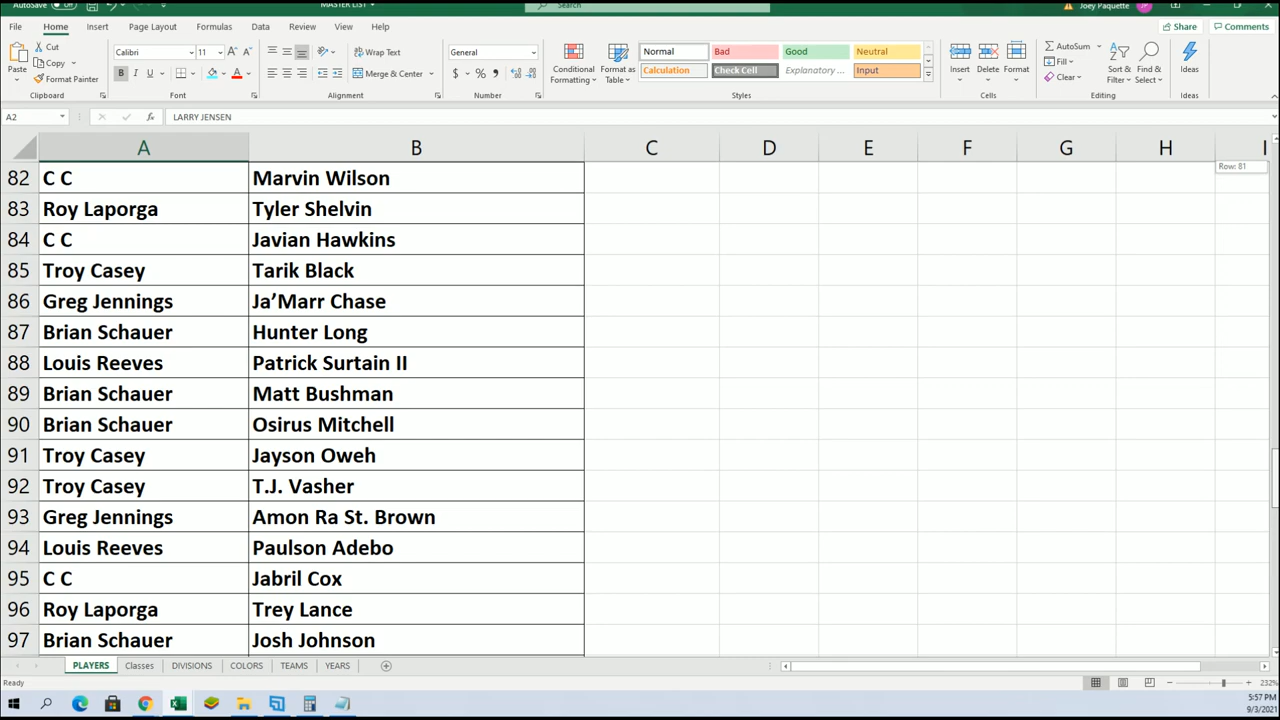 AutoSave
MASTER LIST
Search
Joey Paquette
JP
File Home Insert Page Layout Formulas Data Review View Help
Share Comments
Paste
Cut
Copy
Format Painter
Clipboard
Calibri 11
B I U
Font
Wrap Text
Merge & Center
Alignment
General
$ % 9
Number
Conditional Formatting
Format as Table
Normal Bad Good Neutral
Calculation Check Cell Explanatory ... Input
Styles
Insert Delete Format
Cells
AutoSum
Fill
Clear
Sort & Filter
Find & Select
Editing
Ideas
Ideas
A2 fx LARRY JENSEN
A B C D E F G H I
Row: 81
82 C C Marvin Wilson
83 Roy Laporga Tyler Shelvin
84 C C Javian Hawkins
85 Troy Casey Tarik Black
86 Greg Jennings Ja’Marr Chase
87 Brian Schauer Hunter Long
88 Louis Reeves Patrick Surtain II
89 Brian Schauer Matt Bushman
90 Brian Schauer Osirus Mitchell
91 Troy Casey Jayson Oweh
92 Troy Casey T.J. Vasher
93 Greg Jennings Amon Ra St. Brown
94 Louis Reeves Paulson Adebo
95 C C Jabril Cox
96 Roy Laporga Trey Lance
97 Brian Schauer Josh Johnson
PLAYERS Classes DIVISIONS COLORS TEAMS YEARS
Ready
232%
5:57 PM
9/3/2021